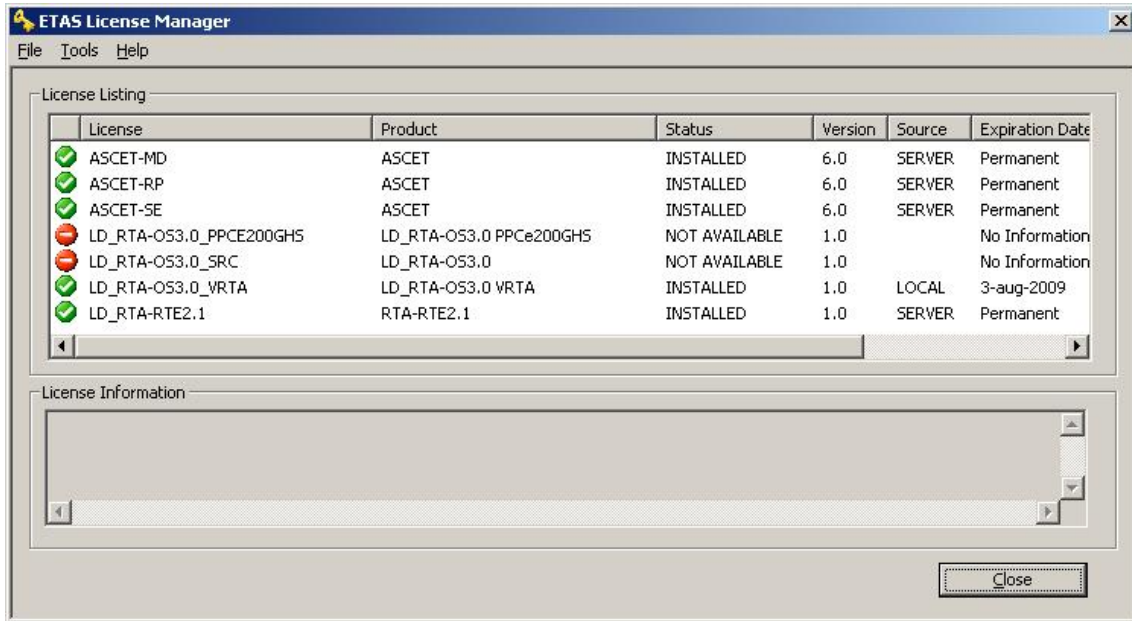 ETAS License Manager
File Tools Help
License Listing
License Product Status Version Source Expiration Date
ASCET-MD ASCET INSTALLED 6.0 SERVER Permanent
ASCET-RP ASCET INSTALLED 6.0 SERVER Permanent
ASCET-SE ASCET INSTALLED 6.0 SERVER Permanent
LD_RTA-OS3.0_PPCE200GHS LD_RTA-OS3.0 PPCe200GHS NOT AVAILABLE 1.0 No Information
LD_RTA-OS3.0_SRC LD_RTA-OS3.0 NOT AVAILABLE 1.0 No Information
LD_RTA-OS3.0_VRTA LD_RTA-OS3.0 VRTA INSTALLED 1.0 LOCAL 3-aug-2009
LD_RTA-RTE2.1 RTA-RTE2.1 INSTALLED 1.0 SERVER Permanent
License Information
Close